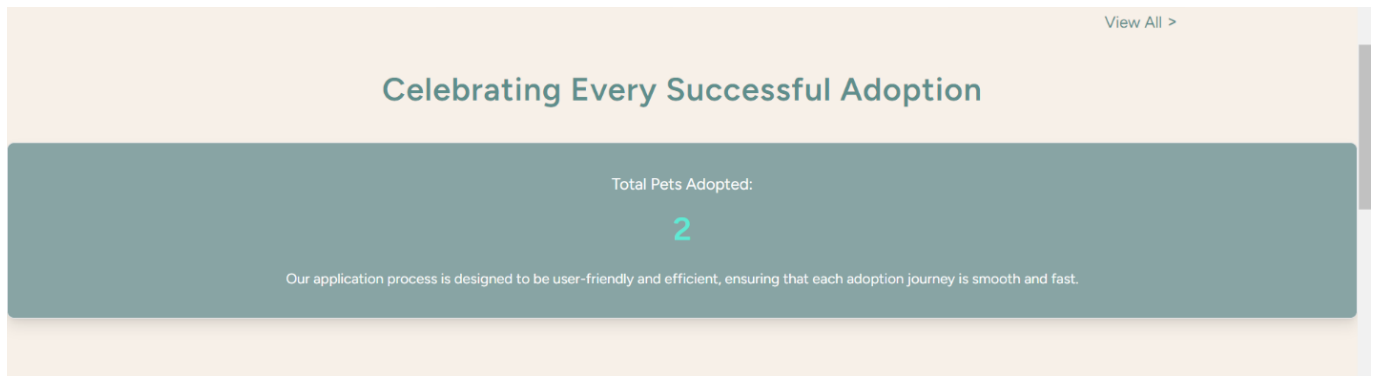 View All >
Celebrating Every Successful Adoption
Total Pets Adopted:
2
Our application process is designed to be user-friendly and efficient, ensuring that each adoption journey is smooth and fast.